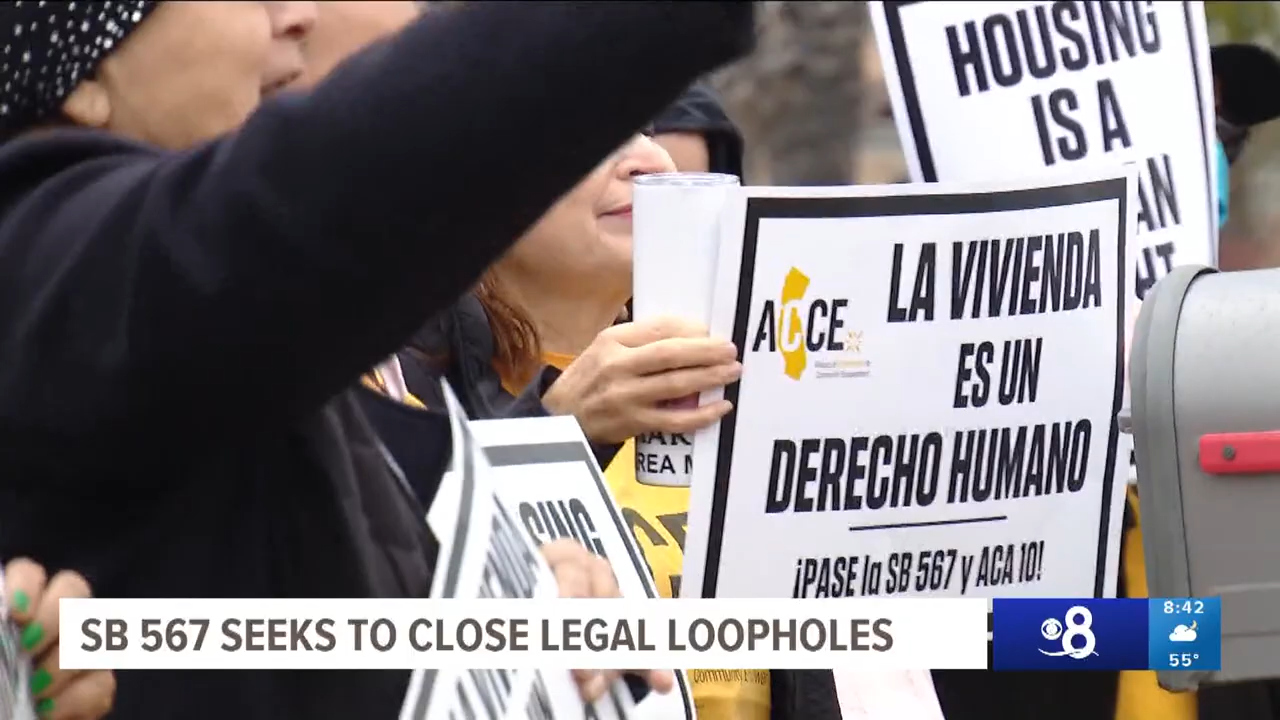 HOUSING
IS A
LA VIVIENDA
ES UN
DERECHO HUMANO
¡PASE la SB 567 y ACA 10!
ACCE
SB 567 SEEKS TO CLOSE LEGAL LOOPHOLES
8
8:42
55°